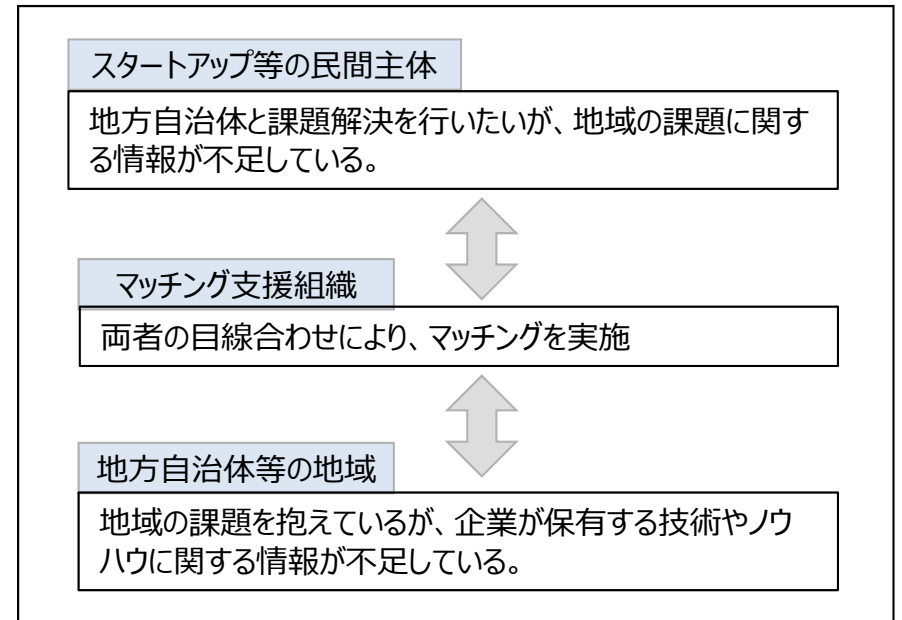 スタートアップ等の民間主体
地方自治体と課題解決を行いたいが、地域の課題に関す
る情報が不足している。
マッチング支援組織
両者の目線合わせにより、マッチングを実施
地方自治体等の地域
地域の課題を抱えているが、企業が保有する技術やノウ
ハウに関する情報が不足している。